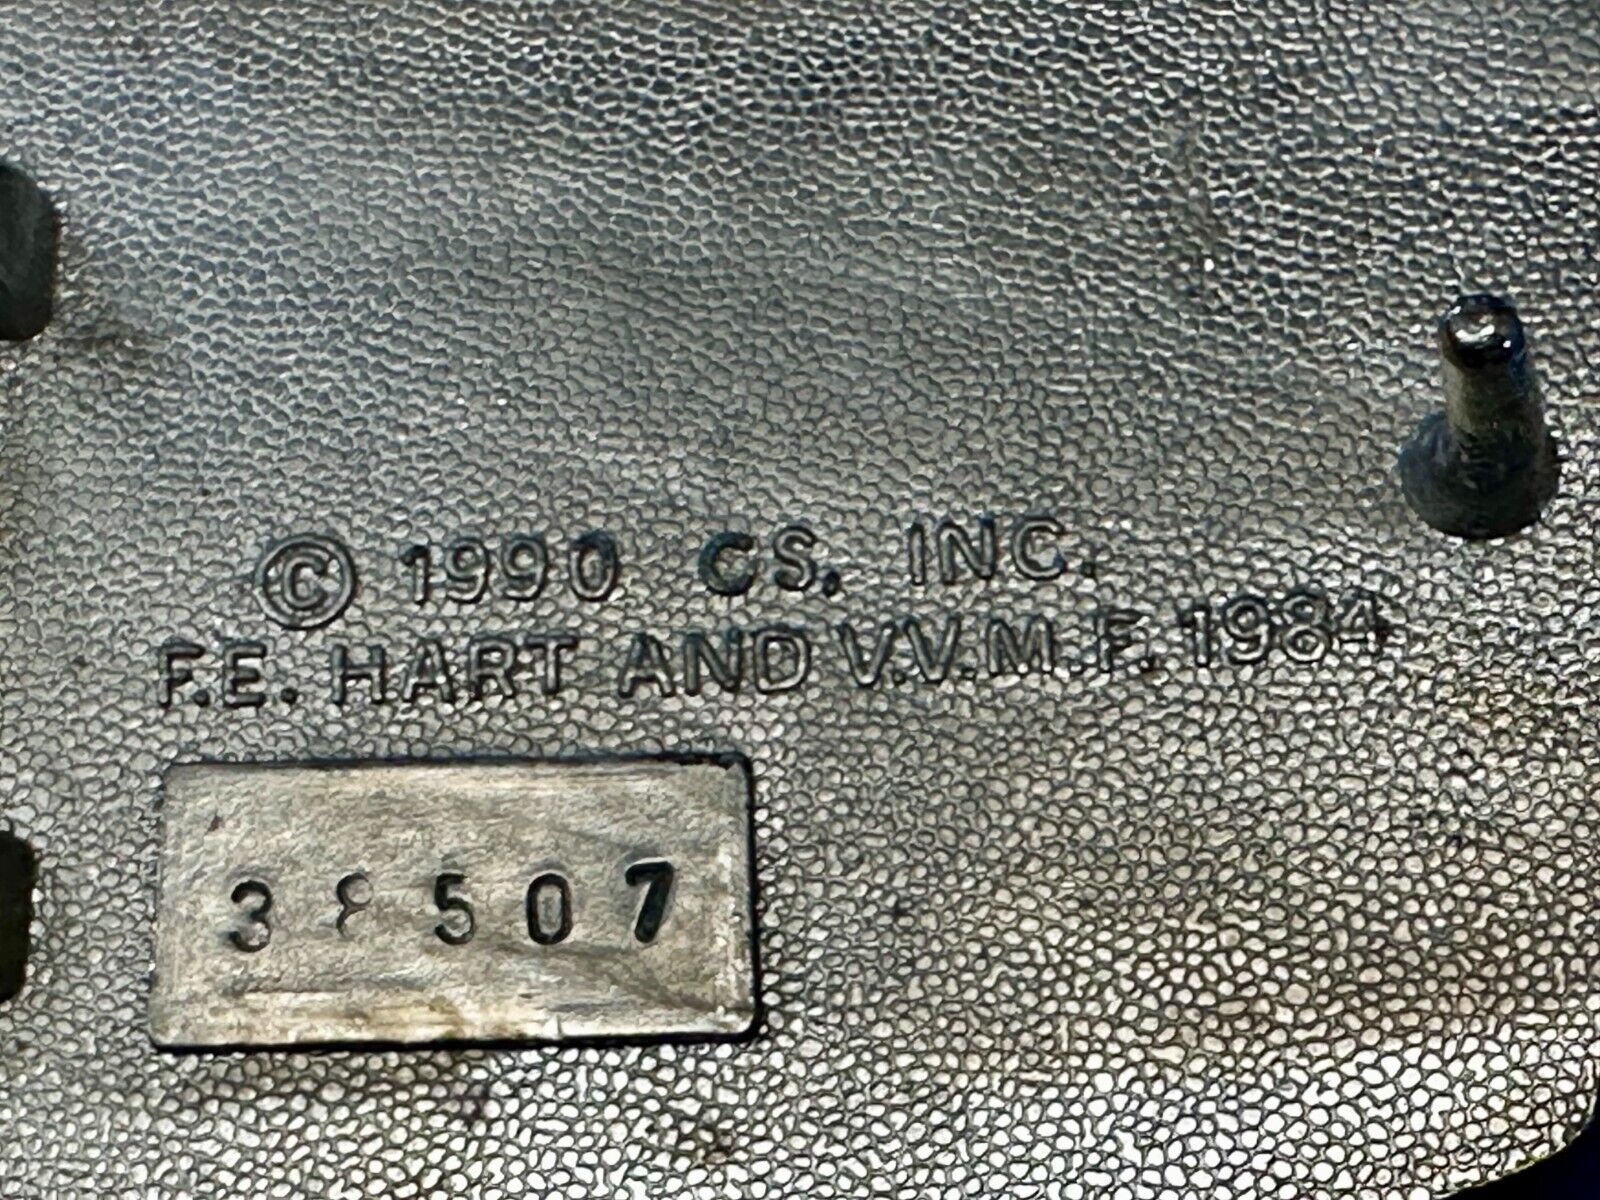 © 1990 CS, INC.
F.E. HART AND V.V.M.F. 1984
38507